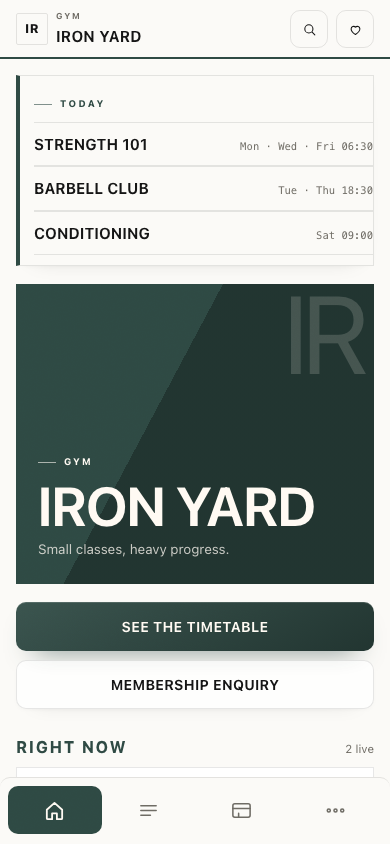 IR
GYM
IRON YARD
TODAY
STRENGTH 101 Mon · Wed · Fri 06:30
BARBELL CLUB Tue · Thu 18:30
CONDITIONING Sat 09:00
IR
GYM
IRON YARD
Small classes, heavy progress.
SEE THE TIMETABLE
MEMBERSHIP ENQUIRY
RIGHT NOW 2 live